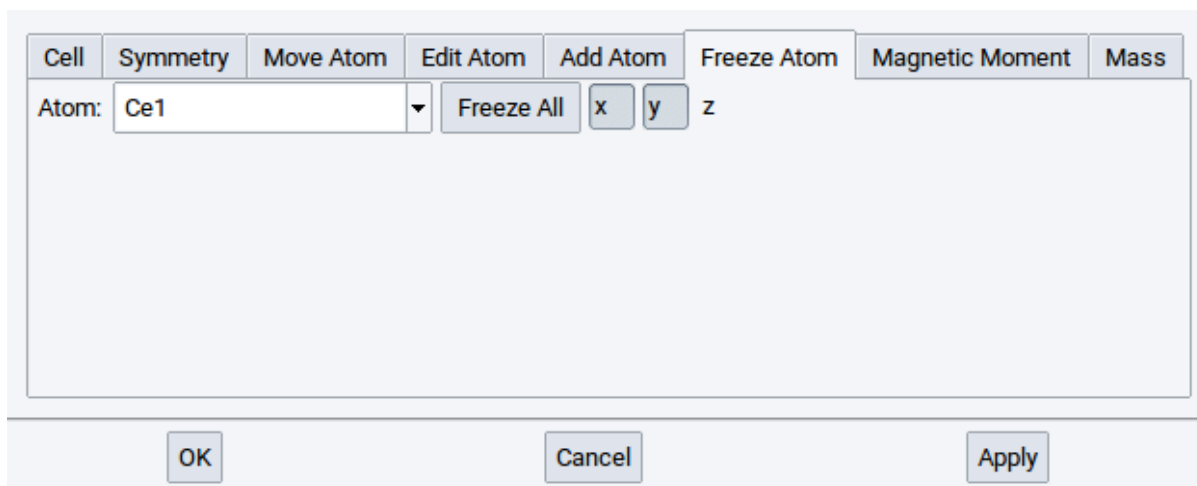 Cell Symmetry Move Atom Edit Atom Add Atom Freeze Atom Magnetic Moment Mass
Atom: Ce1 Freeze All x y z
OK Cancel Apply